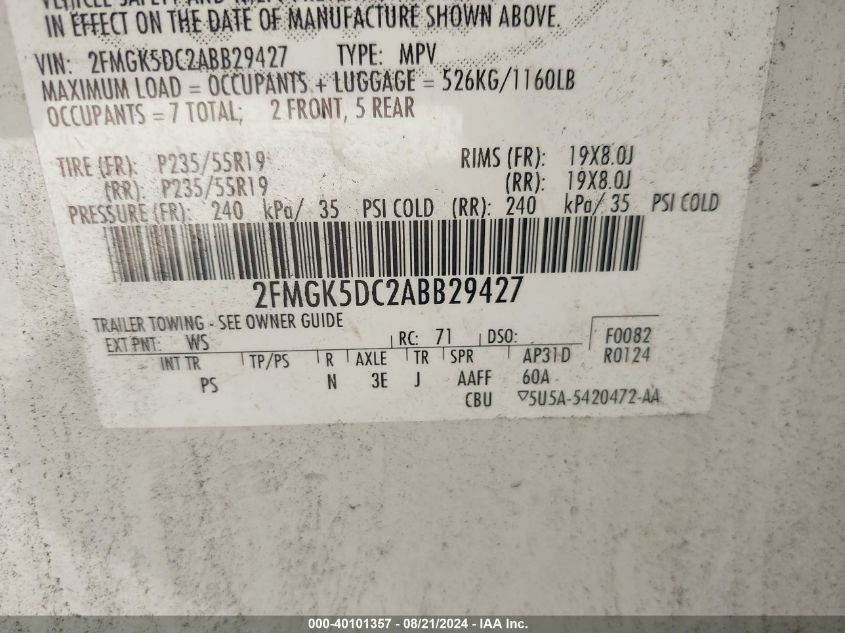 VEHICLE SAFETY AND
IN EFFECT ON THE DATE OF MANUFACTURE SHOWN ABOVE.
VIN: 2FMGK5DC2ABB29427 TYPE: MPV
MAXIMUM LOAD = OCCUPANTS + LUGGAGE = 526KG/1160LB
OCCUPANTS = 7 TOTAL; 2 FRONT, 5 REAR
TIRE (FR): P235/55R19 RIMS (FR): 19X8.0J
(RR): P235/55R19 (RR): 19X8.0J
PRESSURE (FR): 240 kPa/ 35 PSI COLD (RR): 240 kPa/ 35 PSI COLD
2FMGK5DC2ABB29427
TRAILER TOWING - SEE OWNER GUIDE
EXT PNT: WS RC: 71 DSO: F0082
INT TR TP/PS R AXLE TR SPR AP31D R0124
PS N 3E J AAFF 60A
CBU ▽5U5A-5420472-AA
000-40101357 - 08/21/2024 - IAA Inc.